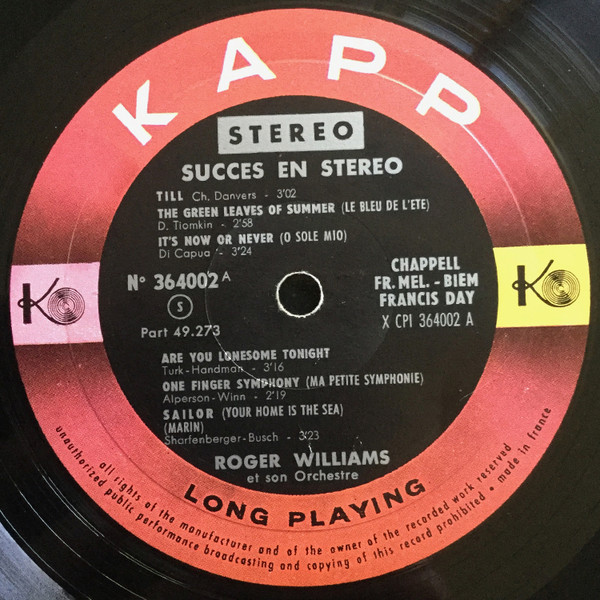 KAPP
STEREO
SUCCES EN STEREO
TILL Ch. Danvers - 3'02
THE GREEN LEAVES OF SUMMER (LE BLEU DE L'ETE)
D. Tiomkin - 2'58
IT'S NOW OR NEVER (O SOLE MIO)
Di Capua - 3'24
N° 364002 A
S
Part 49.273
CHAPPELL
FR. MEL. - BIEM
FRANCIS DAY
X CPI 364002 A
K
K
ARE YOU LONESOME TONIGHT
Turk-Handman - 3'16
ONE FINGER SYMPHONY (MA PETITE SYMPHONIE)
Alperson-Winn - 2'19
SAILOR (YOUR HOME IS THE SEA)
(MARIN)
Sharfenberger-Busch - 3'23
ROGER WILLIAMS
et son Orchestre
LONG PLAYING
all rights of the manufacturer and of the owner of the recorded work reserved
unauthorized public performance broadcasting and copying of this record prohibited • made in france